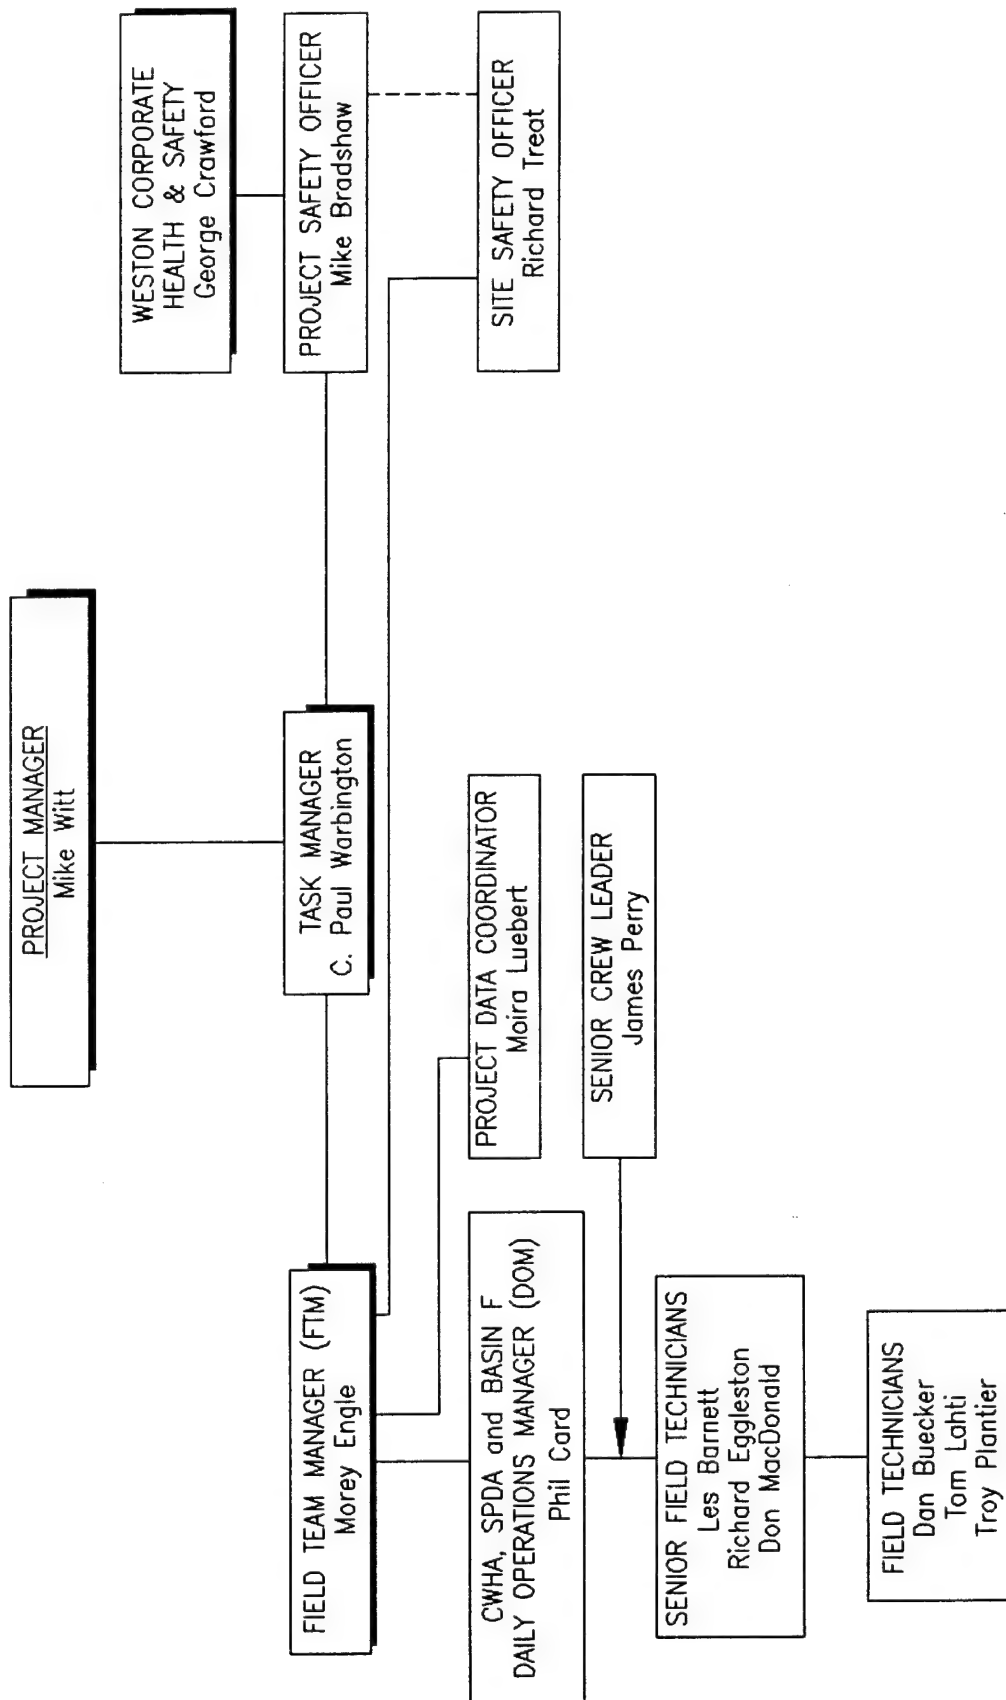 PROJECT MANAGER
Mike Witt
WESTON CORPORATE
HEALTH & SAFETY
George Crawford
FIELD TEAM MANAGER (FTM)
Morey Engle
TASK MANAGER
C. Paul Warbington
PROJECT SAFETY OFFICER
Mike Bradshaw
CWHA, SPDA and BASIN F
DAILY OPERATIONS MANAGER (DOM)
Phil Card
PROJECT DATA COORDINATOR
Moira Luebert
SITE SAFETY OFFICER
Richard Treat
SENIOR CREW LEADER
James Perry
SENIOR FIELD TECHNICIANS
Les Barnett
Richard Eggleston
Don MacDonald
FIELD TECHNICIANS
Dan Buecker
Tom Lahti
Troy Plantier